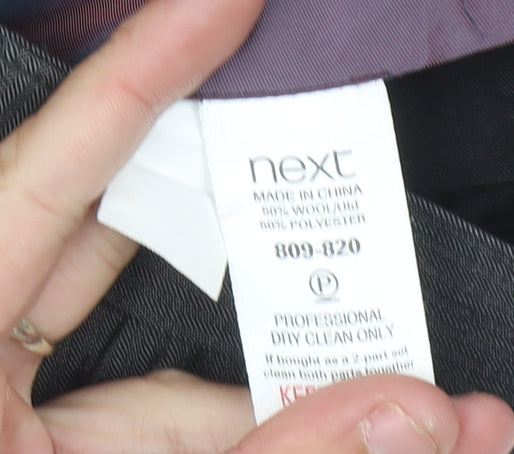 next
MADE IN CHINA
50% WOOL/Uld
50% POLYESTER
809-820
P
PROFESSIONAL
DRY CLEAN ONLY
If bought as a 2-part set
clean both parts together